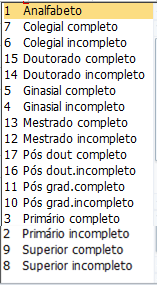 1 Analfabeto
7 Colegial completo
6 Colegial incompleto
15 Doutorado completo
14 Doutorado incompleto
5 Ginasial completo
4 Ginasial incompleto
13 Mestrado completo
12 Mestrado incompleto
17 Pós dout completo
16 Pós dout.incompleto
11 Pós grad.completo
10 Pós grad.incompleto
3 Primário completo
2 Primário incompleto
9 Superior completo
8 Superior incompleto